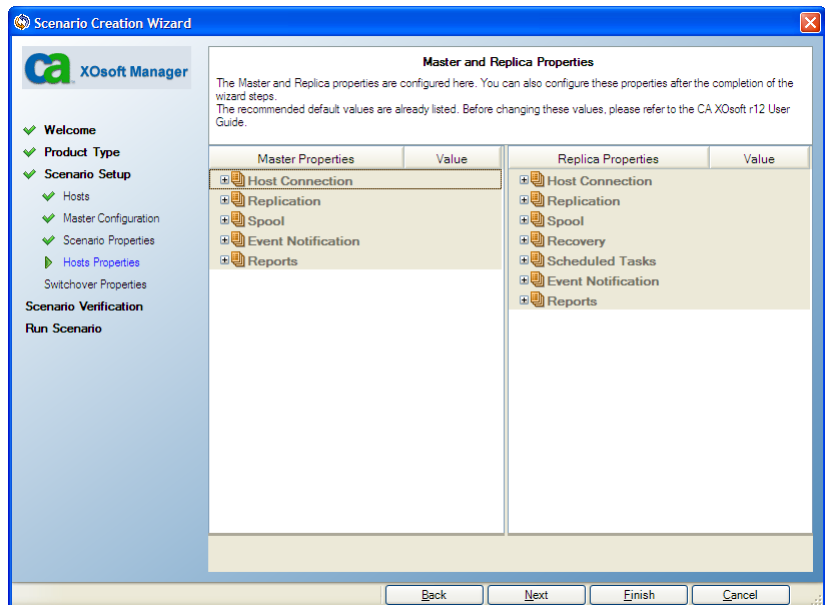 Scenario Creation Wizard
ca
XOsoft Manager
Welcome
Product Type
Scenario Setup
Hosts
Master Configuration
Scenario Properties
Hosts Properties
Switchover Properties
Scenario Verification
Run Scenario
Master and Replica Properties
The Master and Replica properties are configured here. You can also configure these properties after the completion of the
wizard steps.
The recommended default values are already listed. Before changing these values, please refer to the CA XOsoft r12 User
Guide.
Master Properties Value
Host Connection
Replication
Spool
Event Notification
Reports
Replica Properties Value
Host Connection
Replication
Spool
Recovery
Scheduled Tasks
Event Notification
Reports
Back Next Finish Cancel